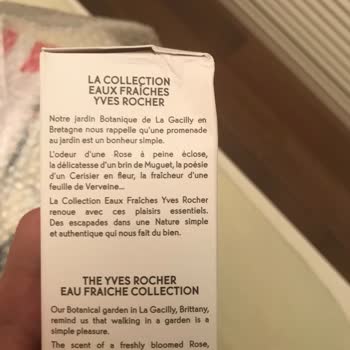 LA COLLECTION
EAUX FRAÎCHES
YVES ROCHER
Notre jardin Botanique de La Gacilly en
Bretagne nous rappelle qu'une promenade
au jardin est un bonheur simple.
L'odeur d'une Rose à peine éclose,
la délicatesse d'un brin de Muguet, la poésie
d'un Cerisier en fleur, la fraîcheur d'une
feuille de Verveine...
La Collection Eaux Fraîches Yves Rocher
renoue avec ces plaisirs essentiels.
Des escapades dans une Nature simple
et authentique qui nous fait du bien.
THE YVES ROCHER
EAU FRAICHE COLLECTION
Our Botanical garden in La Gacilly, Brittany,
remind us that walking in a garden is a
simple pleasure.
The scent of a freshly bloomed Rose,